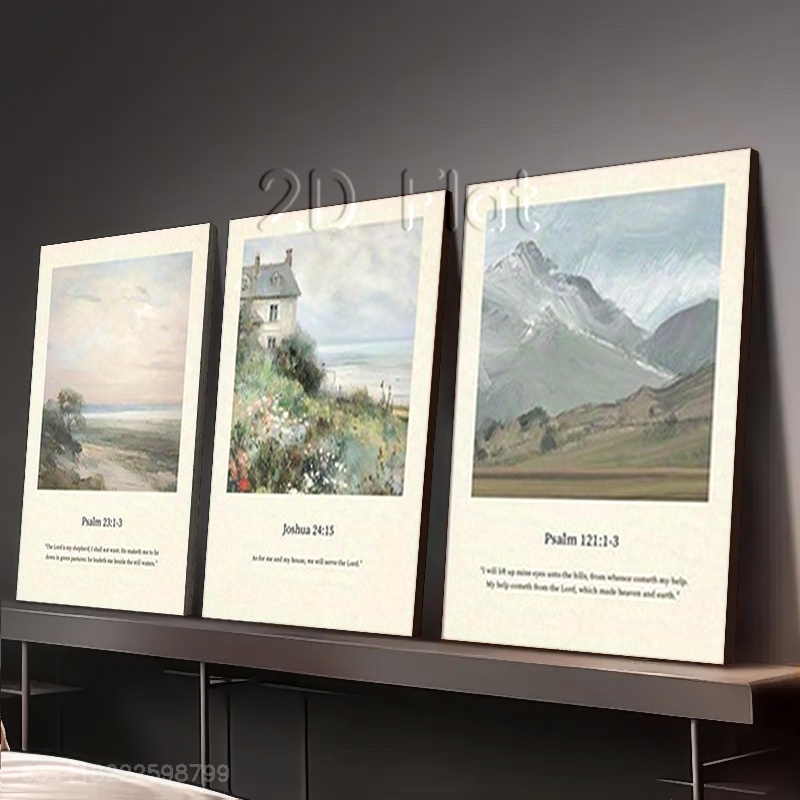 2D Flat
Psalm 23:1-3
"The Lord is my shepherd; I shall not want. He maketh me to lie
down in green pastures: he leadeth me beside the still waters."
Joshua 24:15
As for me and my house, we will serve the Lord."
Psalm 121:1-3
"I will lift up mine eyes unto the hills, from whence cometh my help.
My help cometh from the Lord, which made heaven and earth."